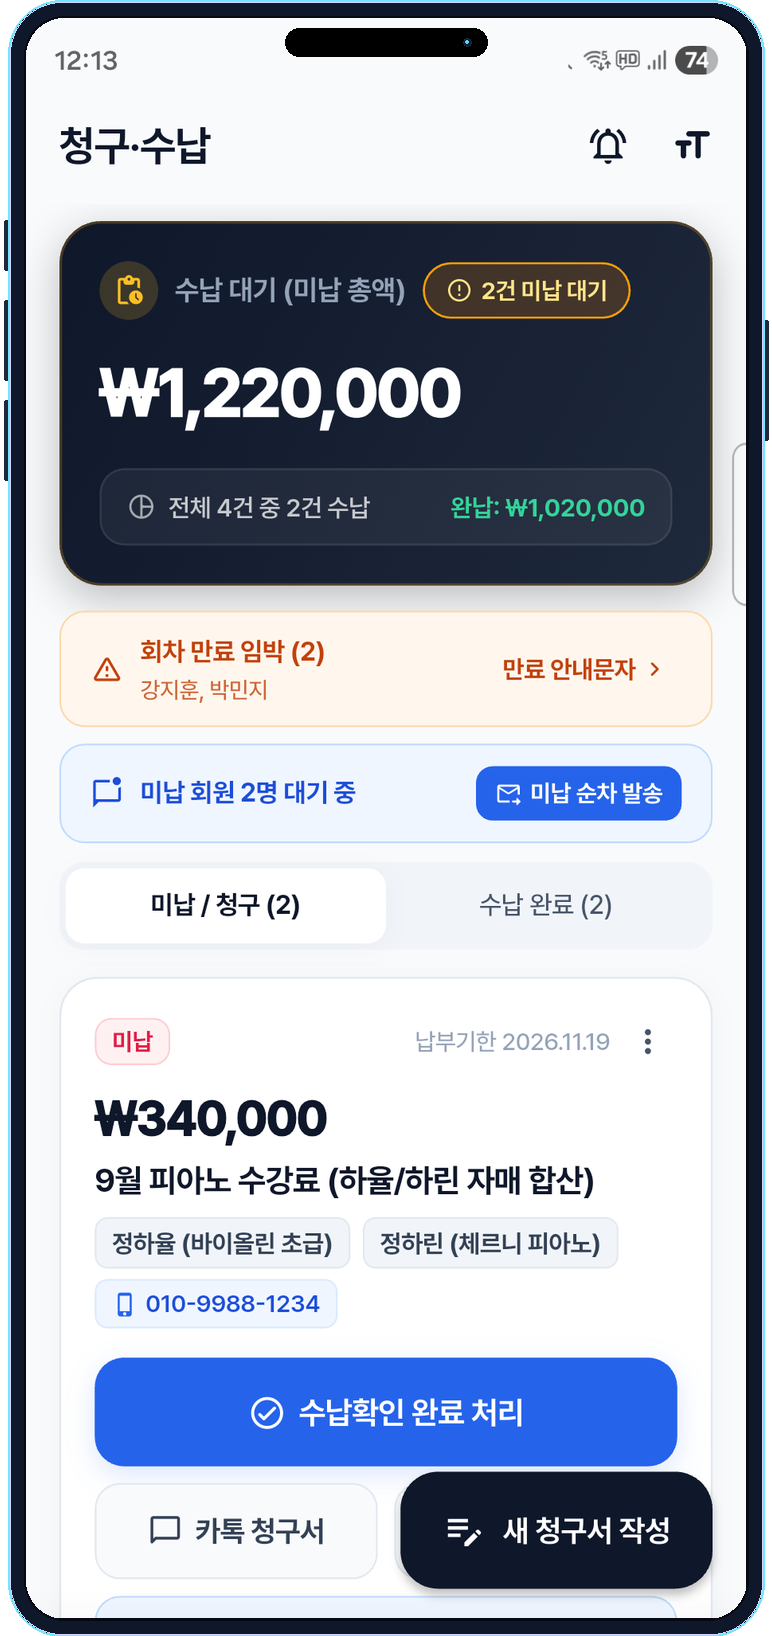 12:13
HD
74
청구·수납
수납 대기 (미납 총액)
2건 미납 대기
₩1,220,000
전체 4건 중 2건 수납
완납: ₩1,020,000
회차 만료 임박 (2)
강지훈, 박민지
만료 안내문자
미납 회원 2명 대기 중
미납 순차 발송
미납 / 청구 (2)
수납 완료 (2)
미납
납부기한 2026.11.19
₩340,000
9월 피아노 수강료 (하율/하린 자매 합산)
정하율 (바이올린 초급)
정하린 (체르니 피아노)
010-9988-1234
수납확인 완료 처리
카톡 청구서
새 청구서 작성